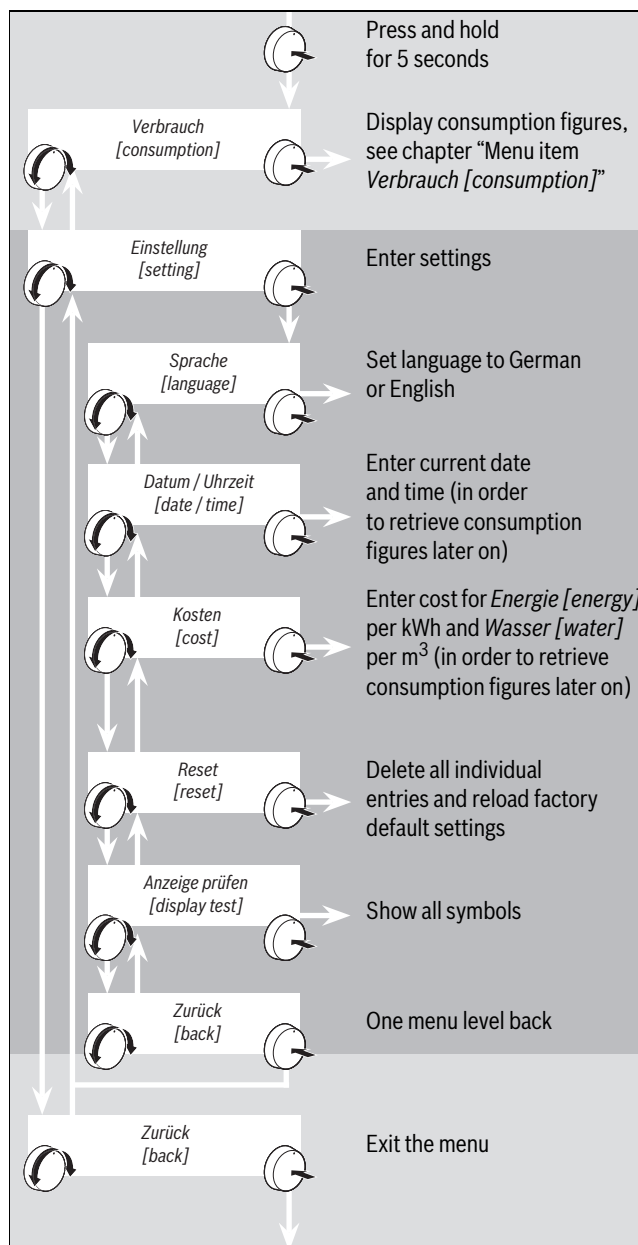 Press and hold
for 5 seconds
Verbrauch
[consumption]
Display consumption figures,
see chapter “Menu item
Verbrauch [consumption]”
Einstellung
[setting]
Enter settings
Sprache
[language]
Set language to German
or English
Datum / Uhrzeit
[date / time]
Enter current date
and time (in order
to retrieve consumption
figures later on)
Kosten
[cost]
Enter cost for Energie [energy]
per kWh and Wasser [water]
per m³ (in order to retrieve
consumption figures later on)
Reset
[reset]
Delete all individual
entries and reload factory
default settings
Anzeige prüfen
[display test]
Show all symbols
Zurück
[back]
One menu level back
Zurück
[back]
Exit the menu